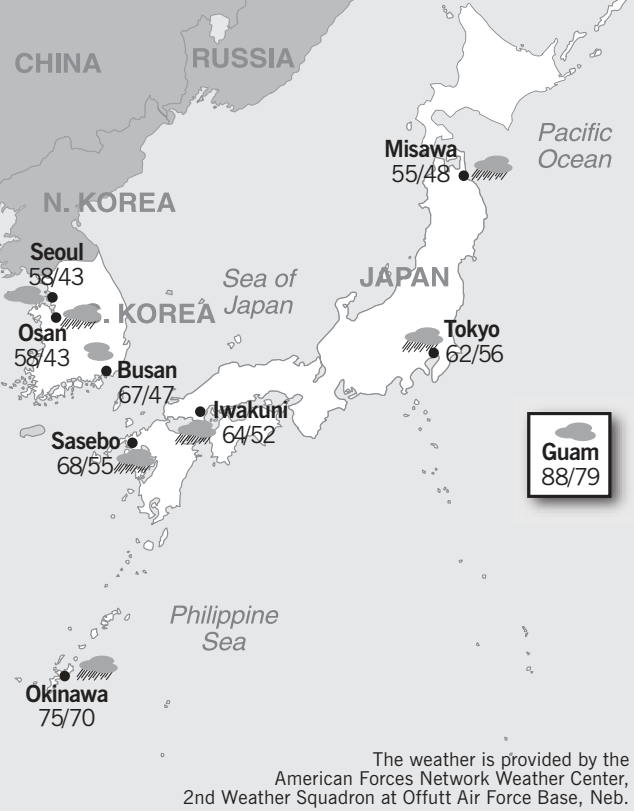 CHINA
RUSSIA
Pacific
Ocean
Misawa
55/48
N. KOREA
Seoul
58/43
Sea of
Japan
JAPAN
. KOREA
Osan
58/43
Tokyo
62/56
Busan
67/47
Iwakuni
64/52
Sasebo
68/55
Guam
88/79
Philippine
Sea
Okinawa
75/70
The weather is provided by the
American Forces Network Weather Center,
2nd Weather Squadron at Offutt Air Force Base, Neb.